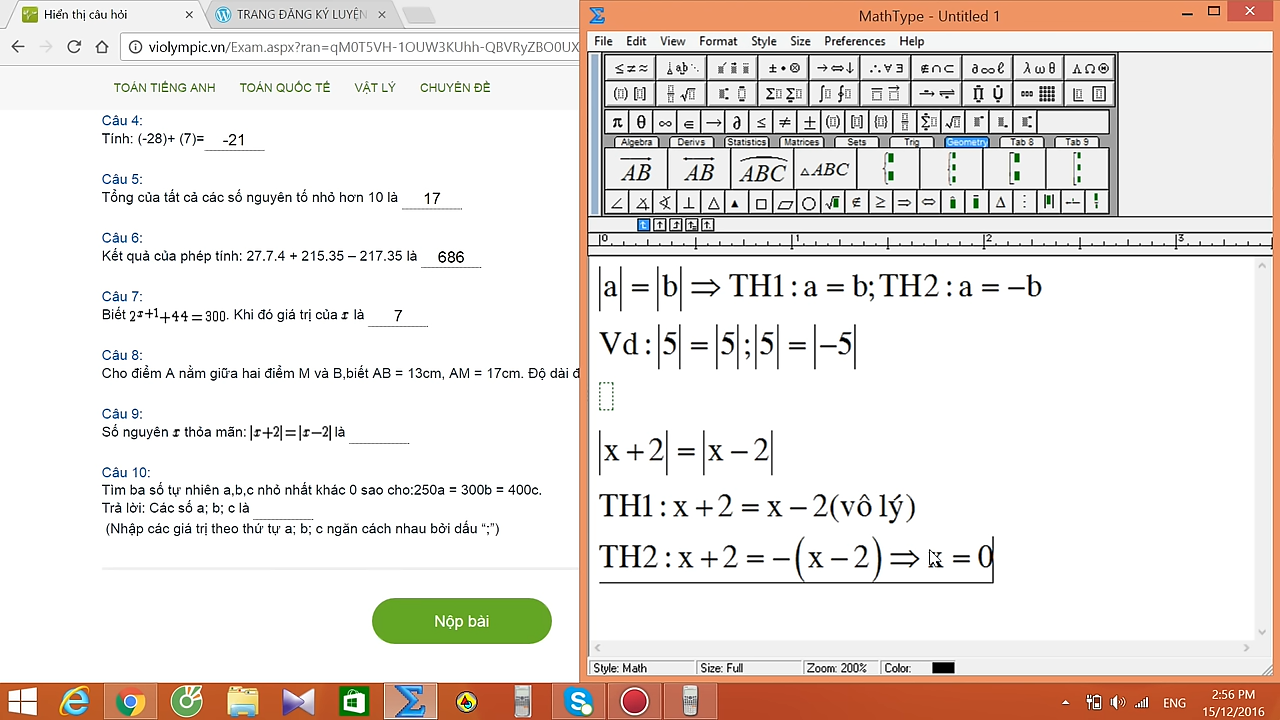 Hiển thị câu hỏi
TRANG ĐĂNG KÝ LUYỆN
violympic.vn/Exam.aspx?ran=qM0T5VH-1OUW3KUhh-QBVRyZBO0UX
TOÁN TIẾNG ANH TOÁN QUỐC TẾ VẬT LÝ CHUYÊN ĐỀ
Câu 4:
Tính: (-28)+ (7)= -21
Câu 5:
Tổng của tất cả các số nguyên tố nhỏ hơn 10 là 17
Câu 6:
Kết quả của phép tính: 27.7.4 + 215.35 – 217.35 là 686
Câu 7:
Biết 2^{x+1}+44=300. Khi đó giá trị của x là 7
Câu 8:
Cho điểm A nằm giữa hai điểm M và B,biết AB = 13cm, AM = 17cm. Độ dài đ
Câu 9:
Số nguyên x thỏa mãn: |x+2|=|x−2| là
Câu 10:
Tìm ba số tự nhiên a,b,c nhỏ nhất khác 0 sao cho:250a = 300b = 400c.
Trả lời: Các số a; b; c là
(Nhập các giá trị theo thứ tự a; b; c ngăn cách nhau bởi dấu “;”)
Nộp bài
MathType - Untitled 1
File Edit View Format Style Size Preferences Help
Algebra Derivs Statistics Matrices Sets Trig Geometry Tab 8 Tab 9
AB AB ABC △ABC
0 1 2 3
|a| = |b| ⇒ TH1 : a = b; TH2 : a = −b
Vd : |5| = |5|; |5| = |−5|
|x + 2| = |x − 2|
TH1 : x + 2 = x − 2(vô lý)
TH2 : x + 2 = −(x − 2) ⇒ x = 0
Style: Math Size: Full Zoom: 200% Color:
ENG
2:56 PM
15/12/2016